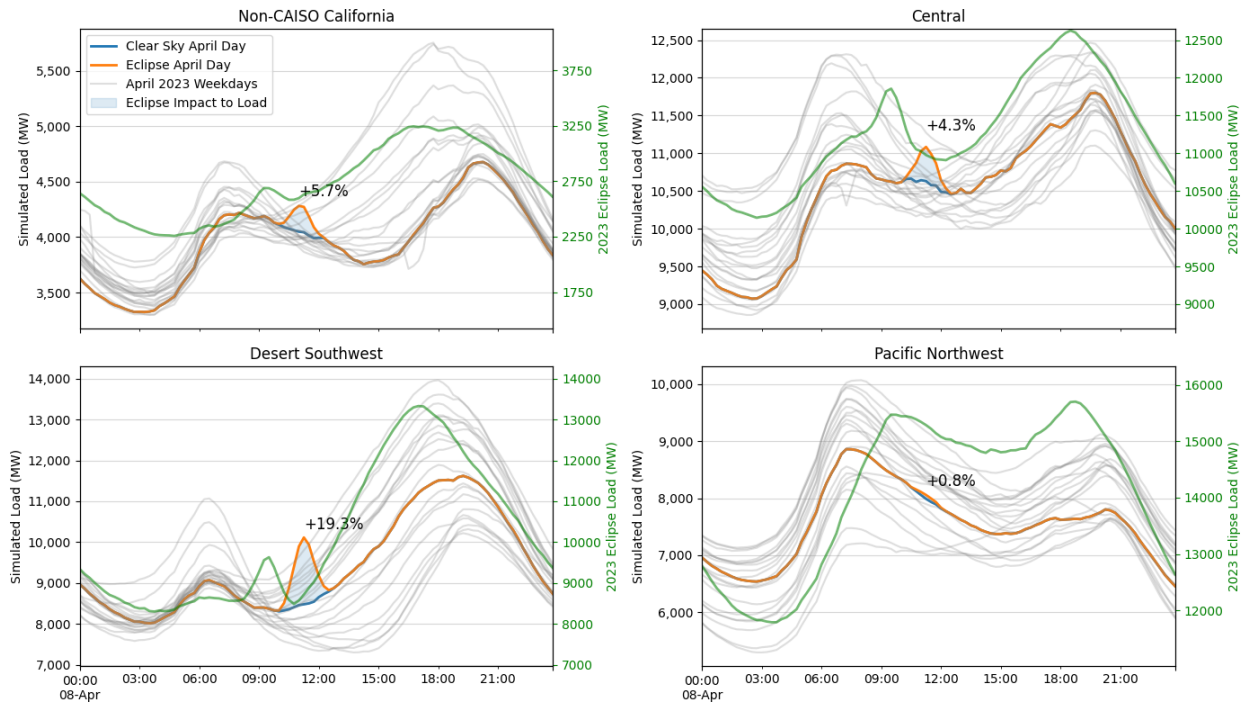 Non-CAISO California
Clear Sky April Day
Eclipse April Day
April 2023 Weekdays
Eclipse Impact to Load
Simulated Load (MW)
5,500
5,000
4,500
4,000
3,500
+5.7%
3750
3250
2750
2250
1750
2023 Eclipse Load (MW)
Central
Simulated Load (MW)
12,500
12,000
11,500
11,000
10,500
10,000
9,500
9,000
+4.3%
12500
12000
11500
11000
10500
10000
9500
9000
2023 Eclipse Load (MW)
Desert Southwest
Simulated Load (MW)
14,000
13,000
12,000
11,000
10,000
9,000
8,000
7,000
+19.3%
14000
13000
12000
11000
10000
9000
8000
7000
2023 Eclipse Load (MW)
00:00 03:00 06:00 09:00 12:00 15:00 18:00 21:00
08-Apr
Pacific Northwest
Simulated Load (MW)
10,000
9,000
8,000
7,000
6,000
+0.8%
16000
15000
14000
13000
12000
2023 Eclipse Load (MW)
00:00 03:00 06:00 09:00 12:00 15:00 18:00 21:00
08-Apr